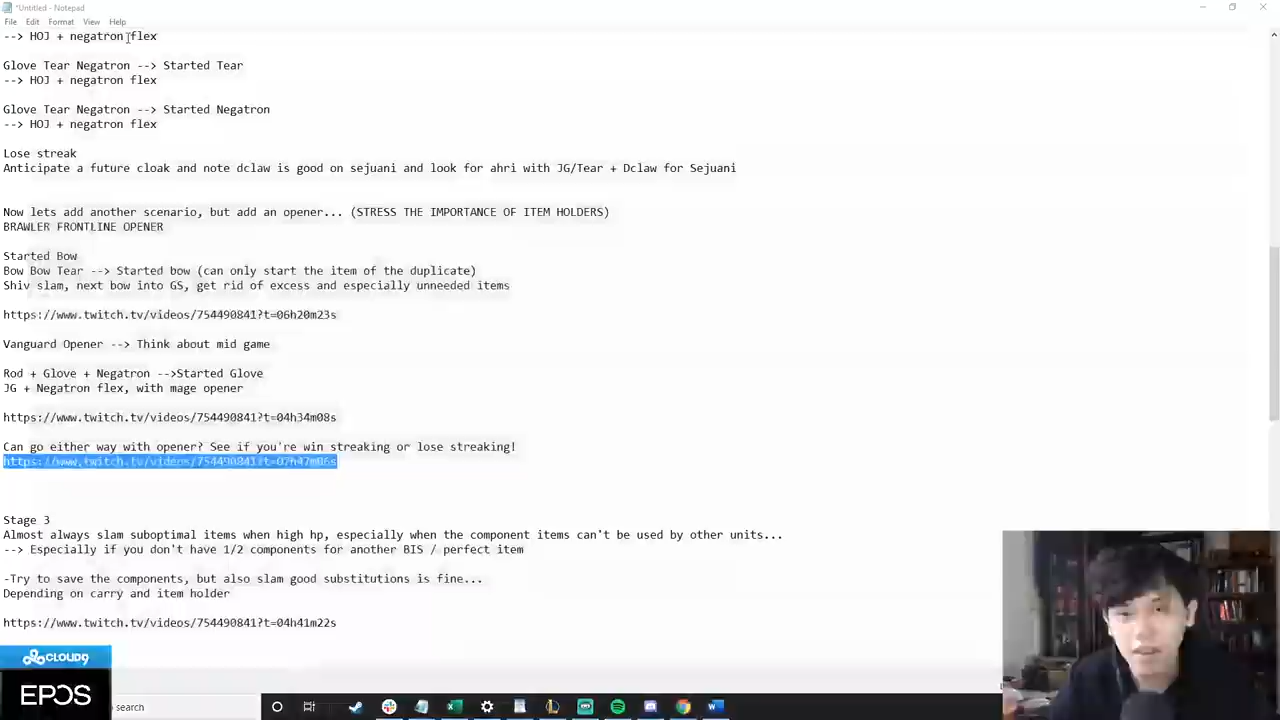 *Untitled - Notepad
File Edit Format View Help
--> HOJ + negatron flex
Glove Tear Negatron --> Started Tear
--> HOJ + negatron flex
Glove Tear Negatron --> Started Negatron
--> HOJ + negatron flex
Lose streak
Anticipate a future cloak and note dclaw is good on sejuani and look for ahri with JG/Tear + Dclaw for Sejuani
Now lets add another scenario, but add an opener... (STRESS THE IMPORTANCE OF ITEM HOLDERS)
BRAWLER FRONTLINE OPENER
Started Bow
Bow Bow Tear --> Started bow (can only start the item of the duplicate)
Shiv slam, next bow into GS, get rid of excess and especially unneeded items
https://www.twitch.tv/videos/754490841?t=06h20m23s
Vanguard Opener --> Think about mid game
Rod + Glove + Negatron -->Started Glove
JG + Negatron flex, with mage opener
https://www.twitch.tv/videos/754490841?t=04h34m08s
Can go either way with opener? See if you're win streaking or lose streaking!
https://www.twitch.tv/videos/754490841?t=07h47m06s
Stage 3
Almost always slam suboptimal items when high hp, especially when the component items can't be used by other units...
--> Especially if you don't have 1/2 components for another BIS / perfect item
-Try to save the components, but also slam good substitutions is fine...
Depending on carry and item holder
https://www.twitch.tv/videos/754490841?t=04h41m22s
CLOUD9
EPOS
search